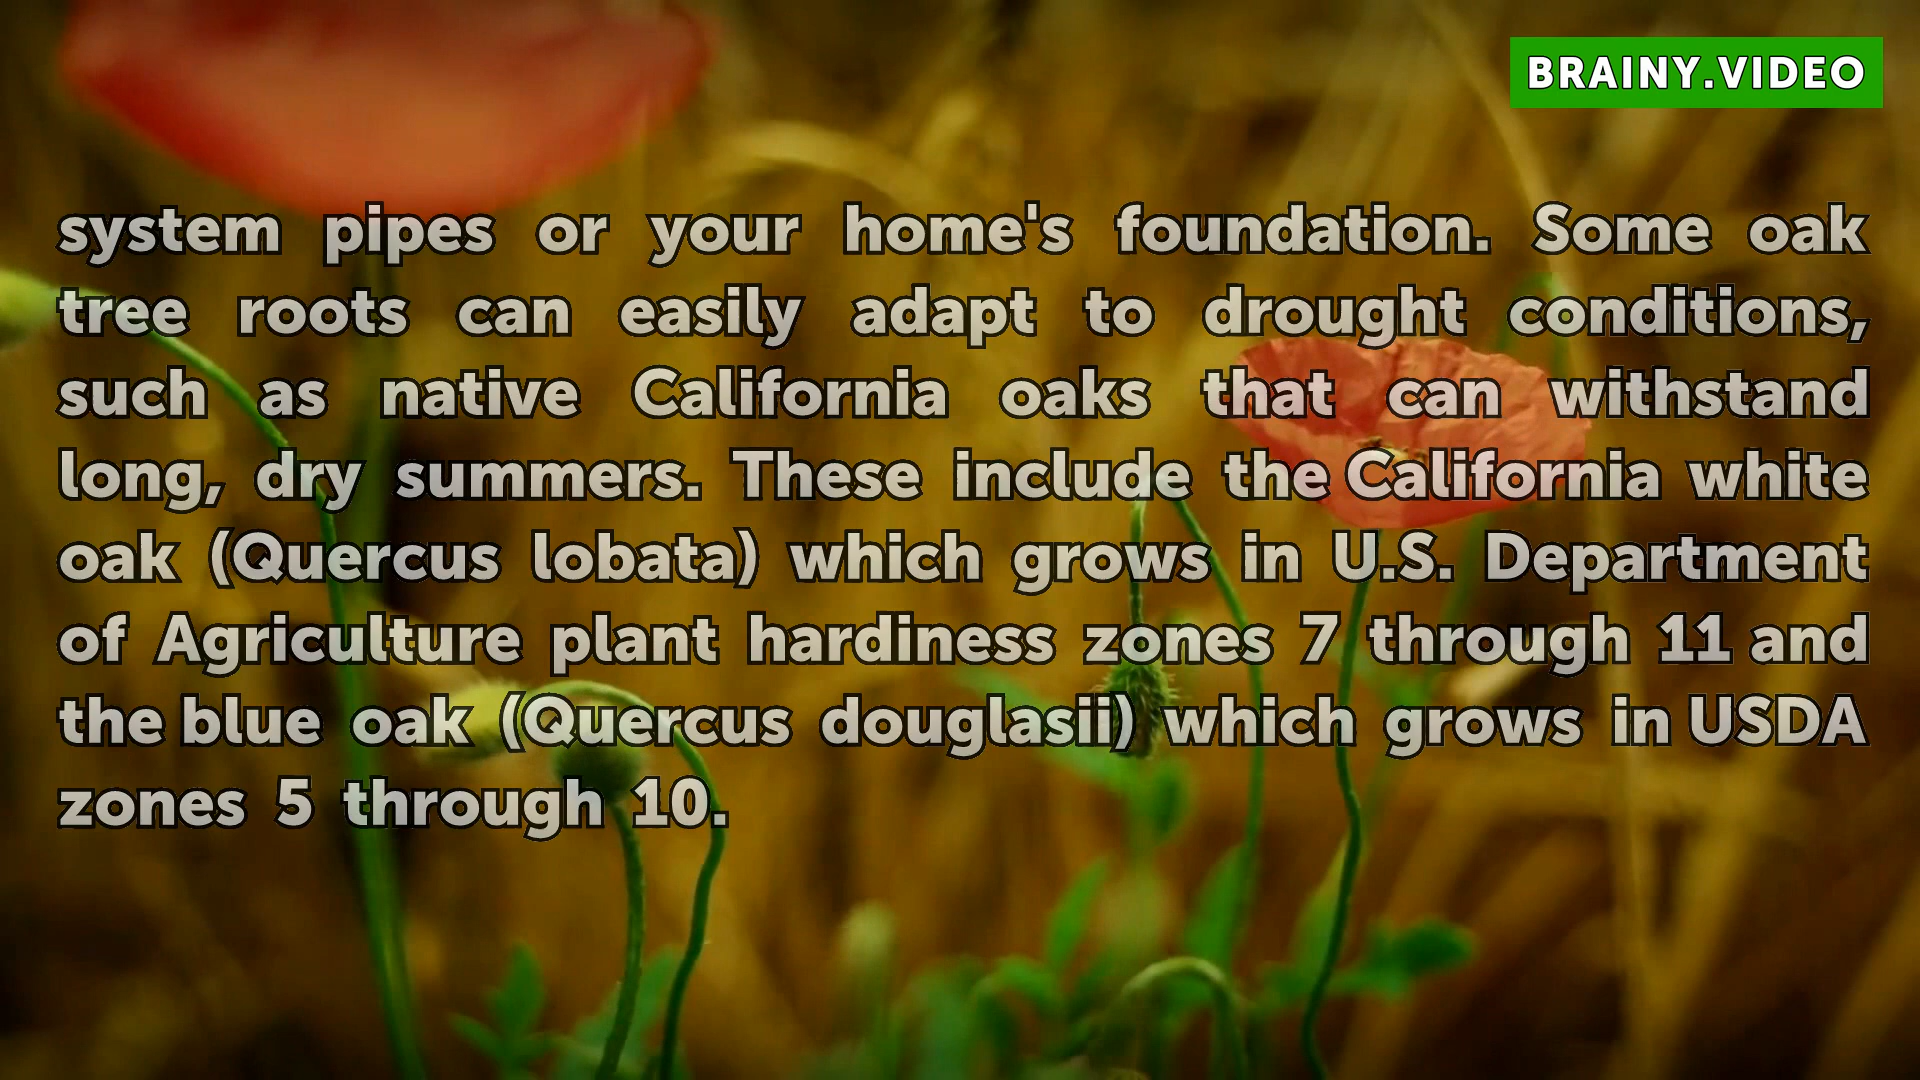 BRAINY.VIDEO
system pipes or your home's foundation. Some oak
tree roots can easily adapt to drought conditions,
such as native California oaks that can withstand
long, dry summers. These include the California white
oak (Quercus lobata) which grows in U.S. Department
of Agriculture plant hardiness zones 7 through 11 and
the blue oak (Quercus douglasii) which grows in USDA
zones 5 through 10.